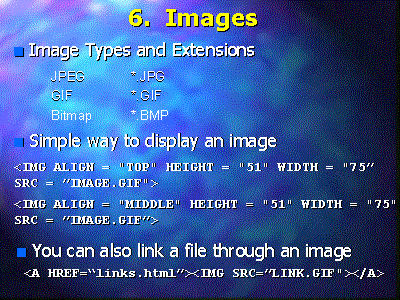 6. Images
Image Types and Extensions
JPEG *.JPG
GIF *.GIF
Bitmap *.BMP
Simple way to display an image
<IMG ALIGN = "TOP" HEIGHT = "51" WIDTH = "75”
SRC = ”IMAGE.GIF">
<IMG ALIGN = "MIDDLE" HEIGHT = "51" WIDTH = "75"
SRC = ”IMAGE.GIF”>
You can also link a file through an image
<A HREF=“links.html”><IMG SRC=”LINK.GIF"></A>